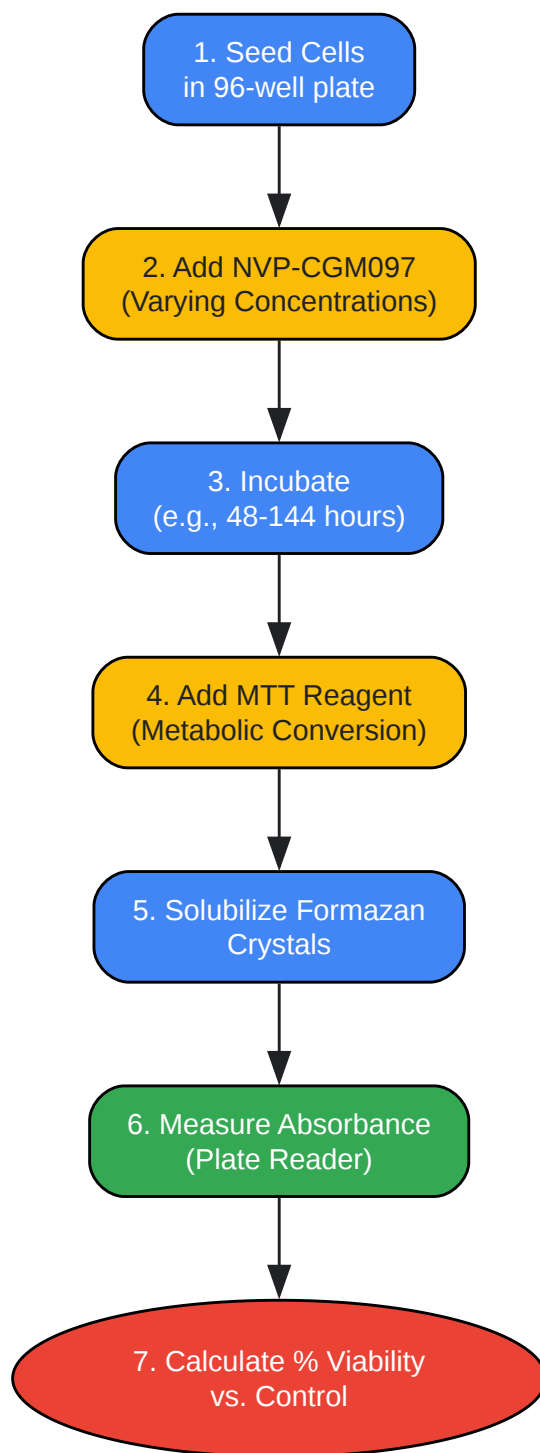 1. Seed Cells
in 96-well plate
2. Add NVP-CGM097
(Varying Concentrations)
3. Incubate
(e.g., 48-144 hours)
4. Add MTT Reagent
(Metabolic Conversion)
5. Solubilize Formazan
Crystals
6. Measure Absorbance
(Plate Reader)
7. Calculate % Viability
vs. Control